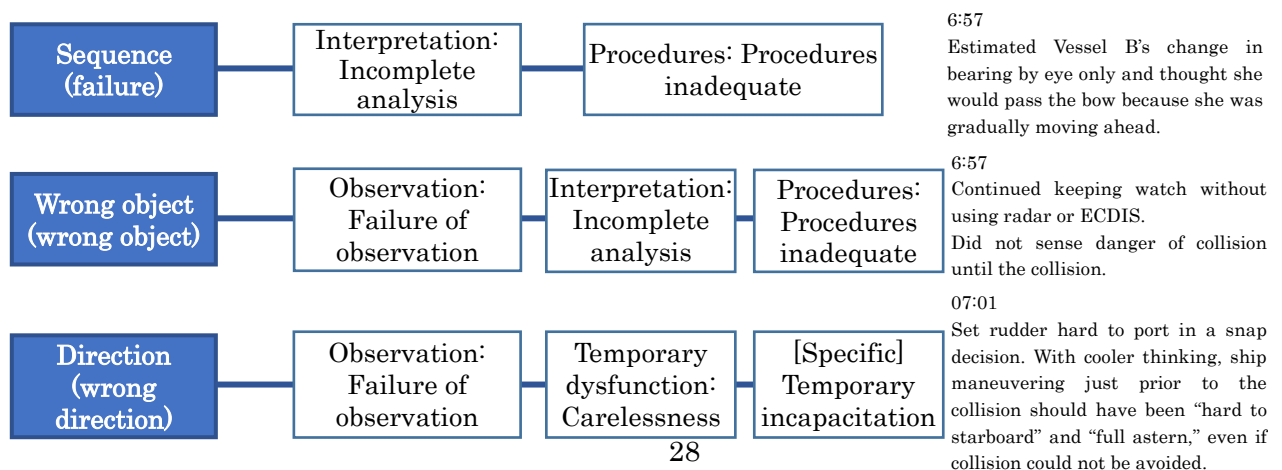 Sequence
(failure)
Interpretation:
Incomplete
analysis
Procedures: Procedures
inadequate
6:57
Estimated Vessel B's change in
bearing by eye only and thought she
would pass the bow because she was
gradually moving ahead.
Wrong object
(wrong object)
Observation:
Failure of
observation
Interpretation:
Incomplete
analysis
Procedures:
Procedures
inadequate
6:57
Continued keeping watch without
using radar or ECDIS.
Did not sense danger of collision
until the collision.
Direction
(wrong
direction)
Observation:
Failure of
observation
Temporary
dysfunction:
Carelessness
[Specific]
Temporary
incapacitation
07:01
Set rudder hard to port in a snap
decision. With cooler thinking, ship
maneuvering just prior to the
collision should have been “hard to
starboard” and “full astern,” even if
collision could not be avoided.
28